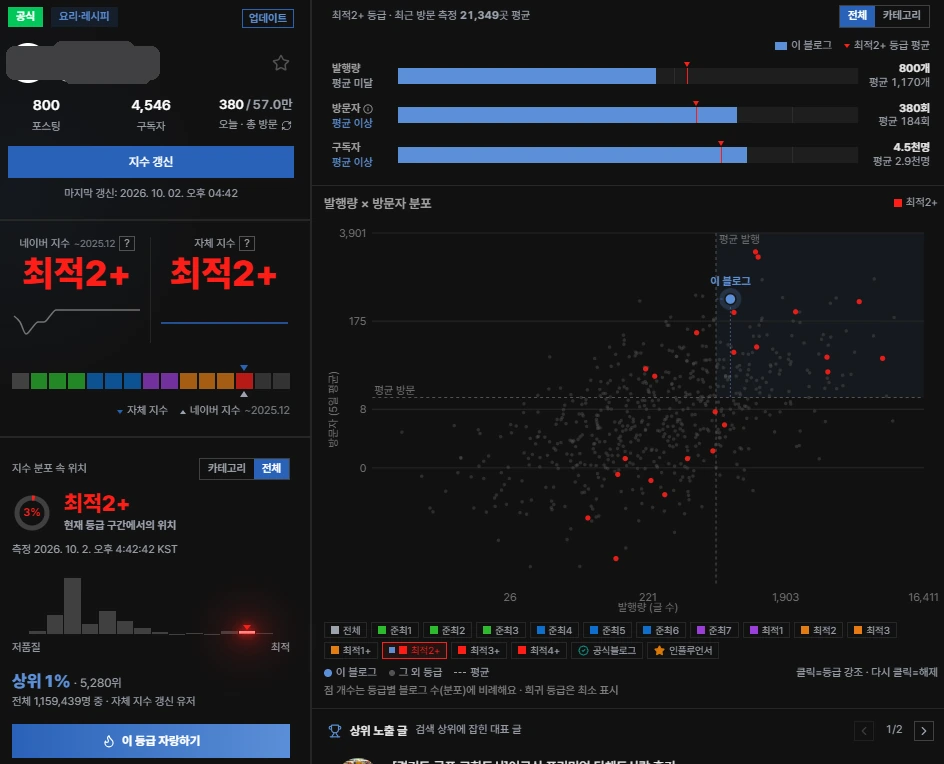 공식 요리·레시피 업데이트
800 4,546 380 / 57.0만
포스팅 구독자 오늘 · 총 방문
지수 갱신
마지막 갱신: 2026. 10. 02. 오후 04:42
네이버 지수 ~2025.12 ? 자체 지수 ?
최적2+ 최적2+
자체 지수 네이버 지수 ~2025.12
지수 분포 속 위치 카테고리 전체
3% 최적2+
현재 등급 구간에서의 위치
측정 2026. 10. 2. 오후 4:42:42 KST
저품질 최적
상위 1% · 5,280위
전체 1,159,439명 중 · 자체 지수 갱신 유저
이 등급 자랑하기
최적2+ 등급 · 최근 방문 측정 21,349곳 평균 전체 카테고리
이 블로그 최적2+ 등급 평균
발행량 800개
평균 미달 평균 1,170개
방문자 380회
평균 이상 평균 184회
구독자 4.5천명
평균 이상 평균 2.9천명
발행량 × 방문자 분포 최적2+
3,901
평균 발행
이 블로그
175
평균 방문
8
0
방문자 (5일 평균)
26 221 1,903 16,411
발행량 (글 수)
전체 준최1 준최2 준최3 준최4 준최5 준최6 준최7 최적1 최적2 최적3
최적1+ 최적2+ 최적3+ 최적4+ 공식블로그 인플루언서
이 블로그 그 외 등급 --- 평균 클릭=등급 강조 · 다시 클릭=해제
점 개수는 등급별 블로그 수(분포)에 비례해요 · 희귀 등급은 최소 표시
상위 노출 글 검색 상위에 잡힌 대표 글 1/2